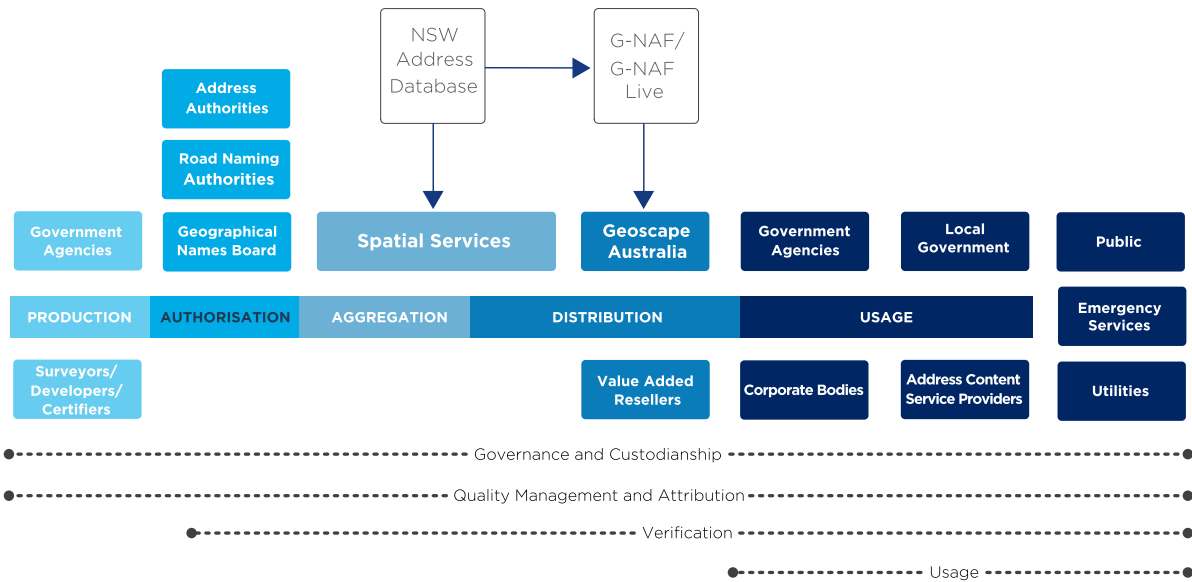 NSW
Address
Database
G-NAF/
G-NAF
Live
Address
Authorities
Road Naming
Authorities
Government
Agencies
Geographical
Names Board
Spatial Services
Geoscape
Australia
Government
Agencies
Local
Government
Public
PRODUCTION
AUTHORISATION
AGGREGATION
DISTRIBUTION
USAGE
Emergency
Services
Surveyors/
Developers/
Certifiers
Value Added
Resellers
Corporate Bodies
Address Content
Service Providers
Utilities
Governance and Custodianship
Quality Management and Attribution
Verification
Usage